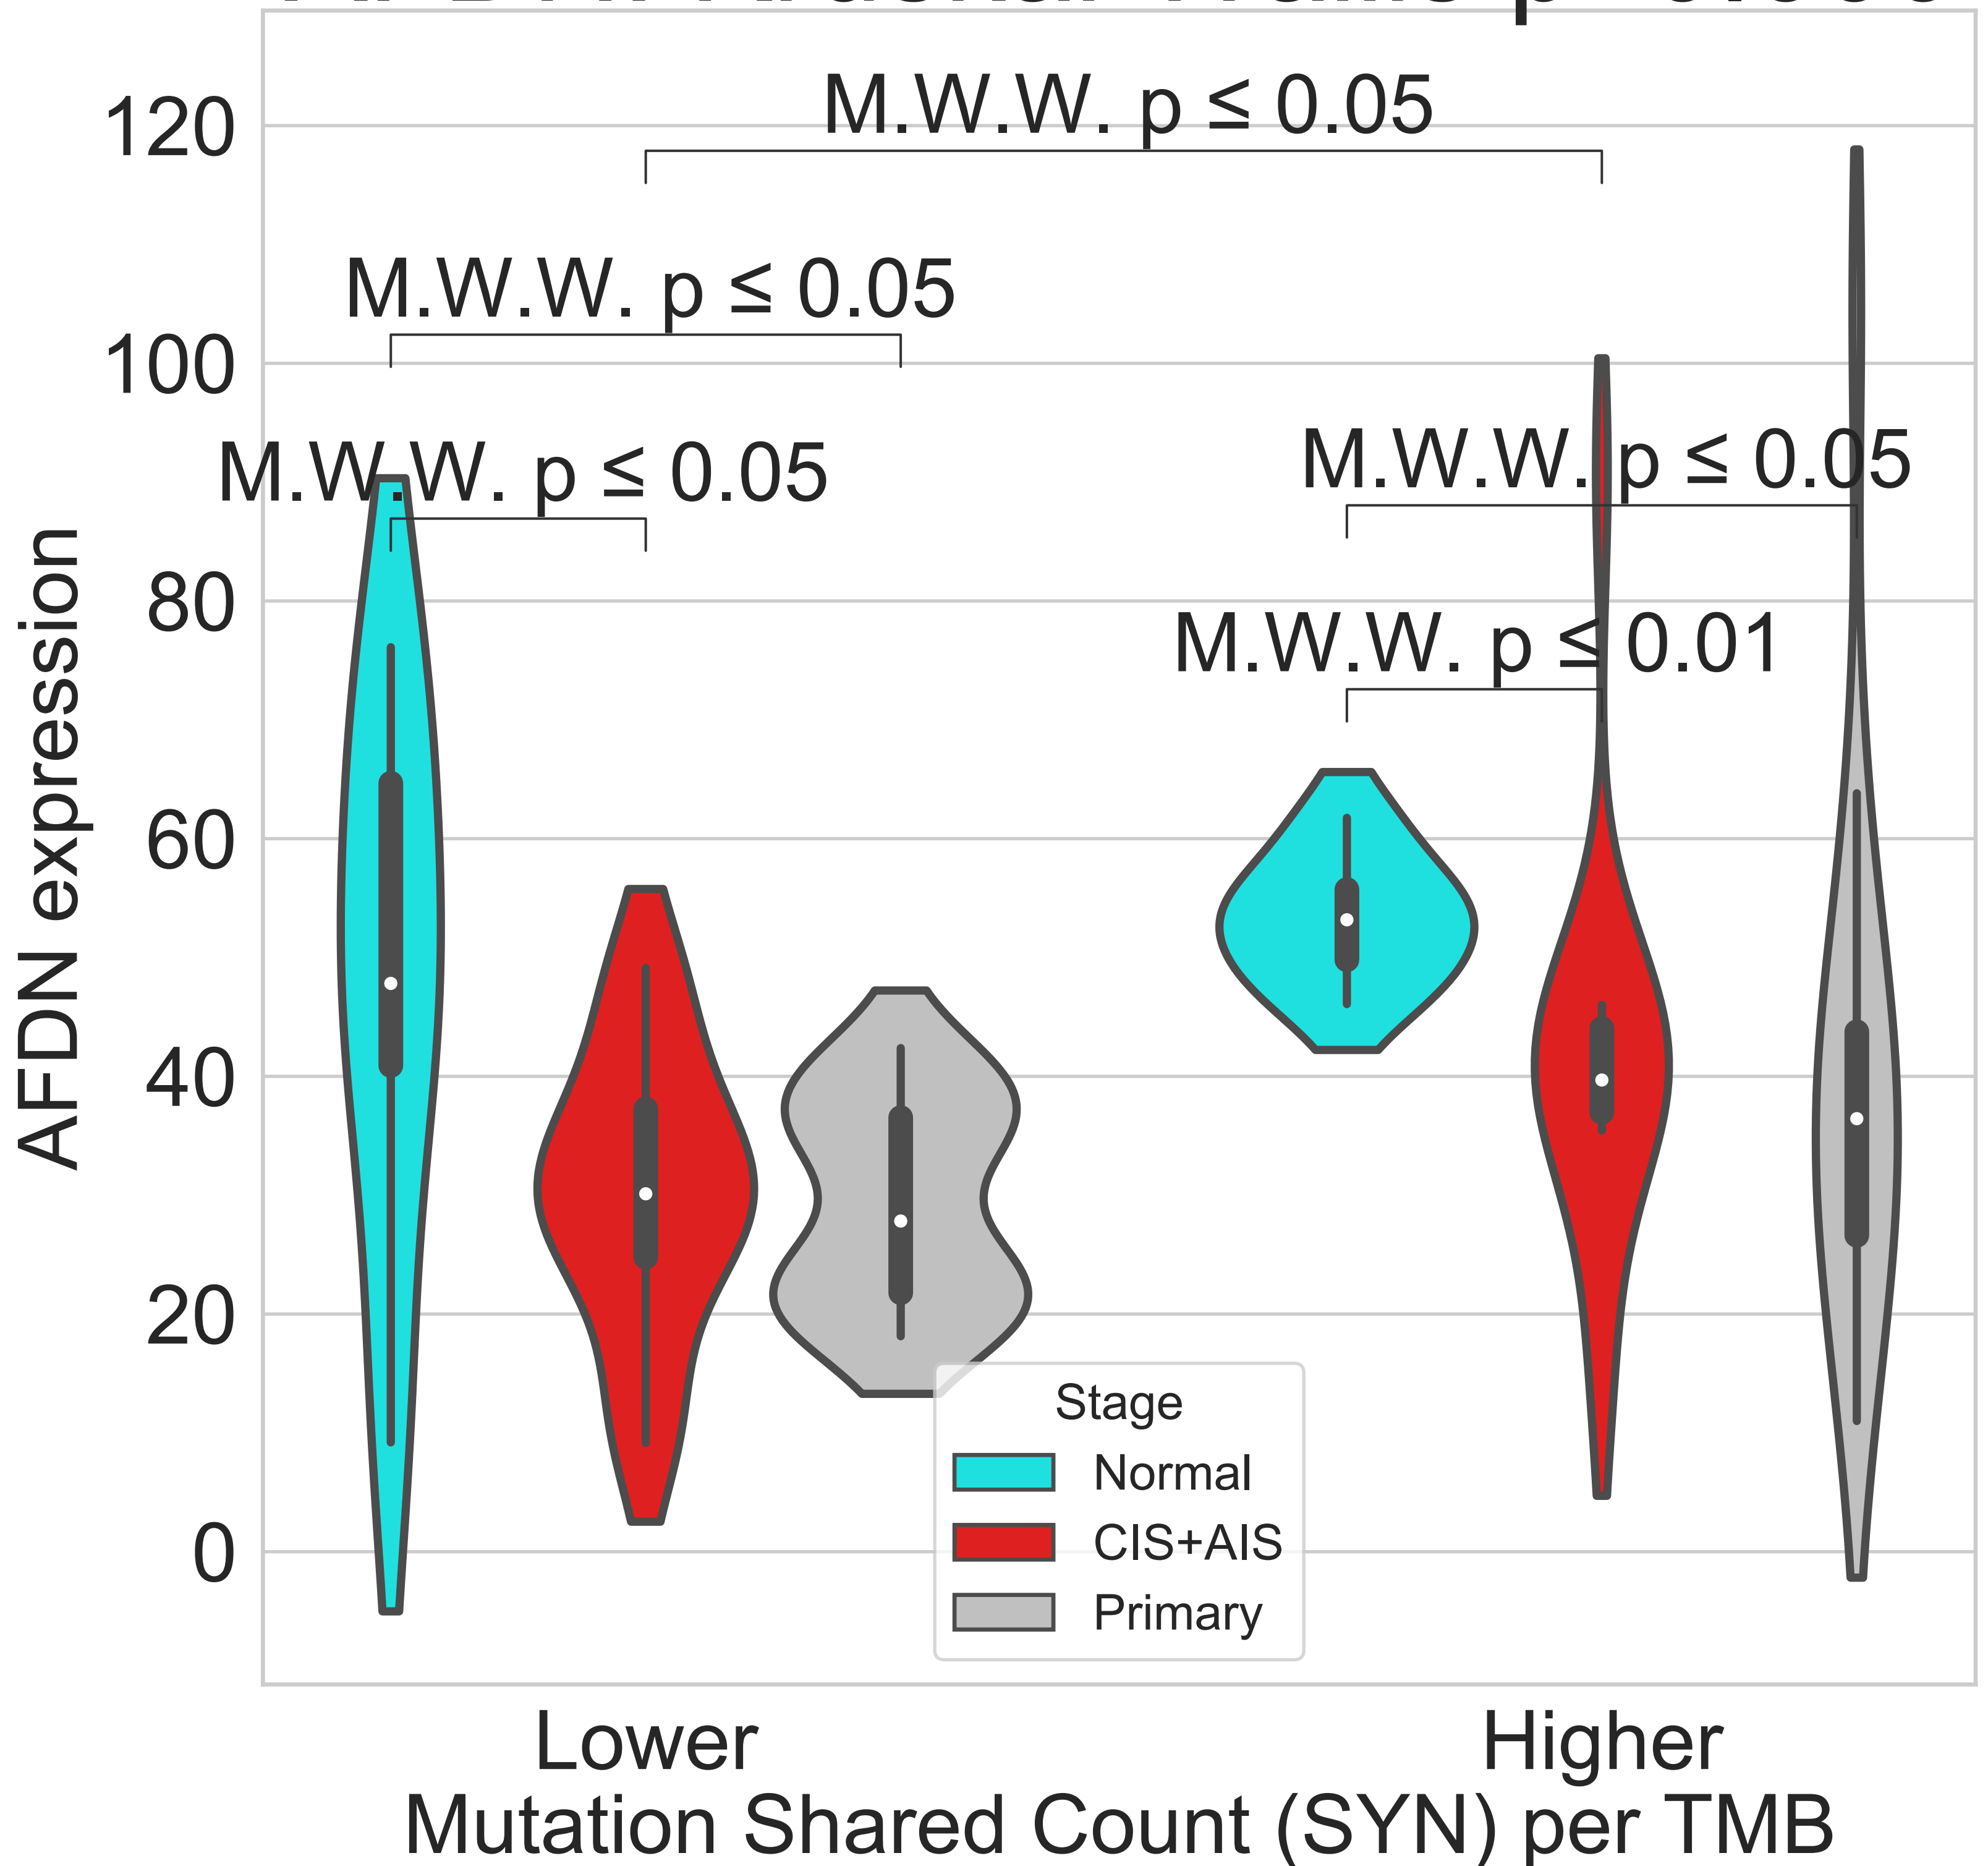 M.W.W. p ≤ 0.05
M.W.W. p ≤ 0.05
M.W.W. p ≤ 0.05
M.W.W. p ≤ 0.05
M.W.W. p ≤ 0.01
120
100
80
60
40
20
0
AFDN expression
Stage
Normal
CIS+AIS
Primary
Lower
Higher
Mutation Shared Count (SYN) per TMB